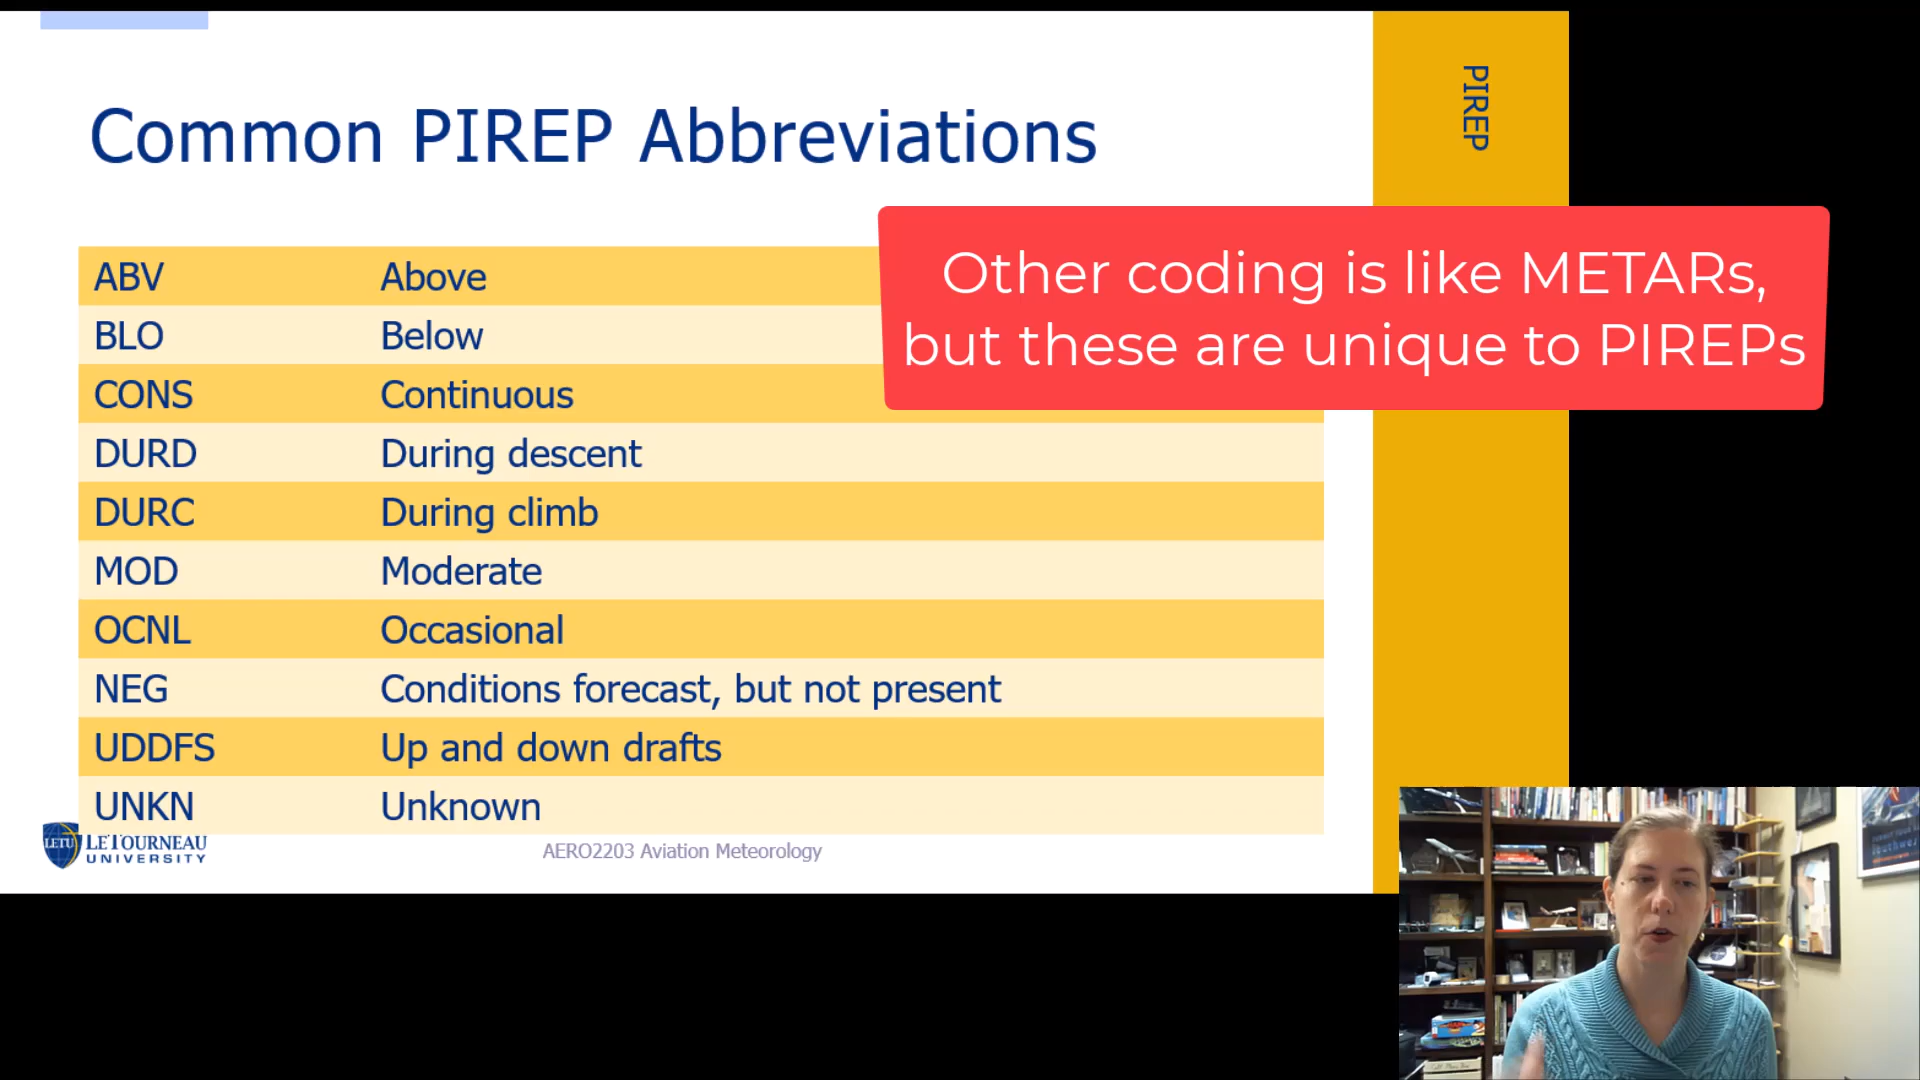 Common PIREP Abbreviations
PIREP
Other coding is like METARs,
but these are unique to PIREPs
ABV Above
BLO Below
CONS Continuous
DURD During descent
DURC During climb
MOD Moderate
OCNL Occasional
NEG Conditions forecast, but not present
UDDFS Up and down drafts
UNKN Unknown
LETU LETOURNEAU
UNIVERSITY
AERO2203 Aviation Meteorology